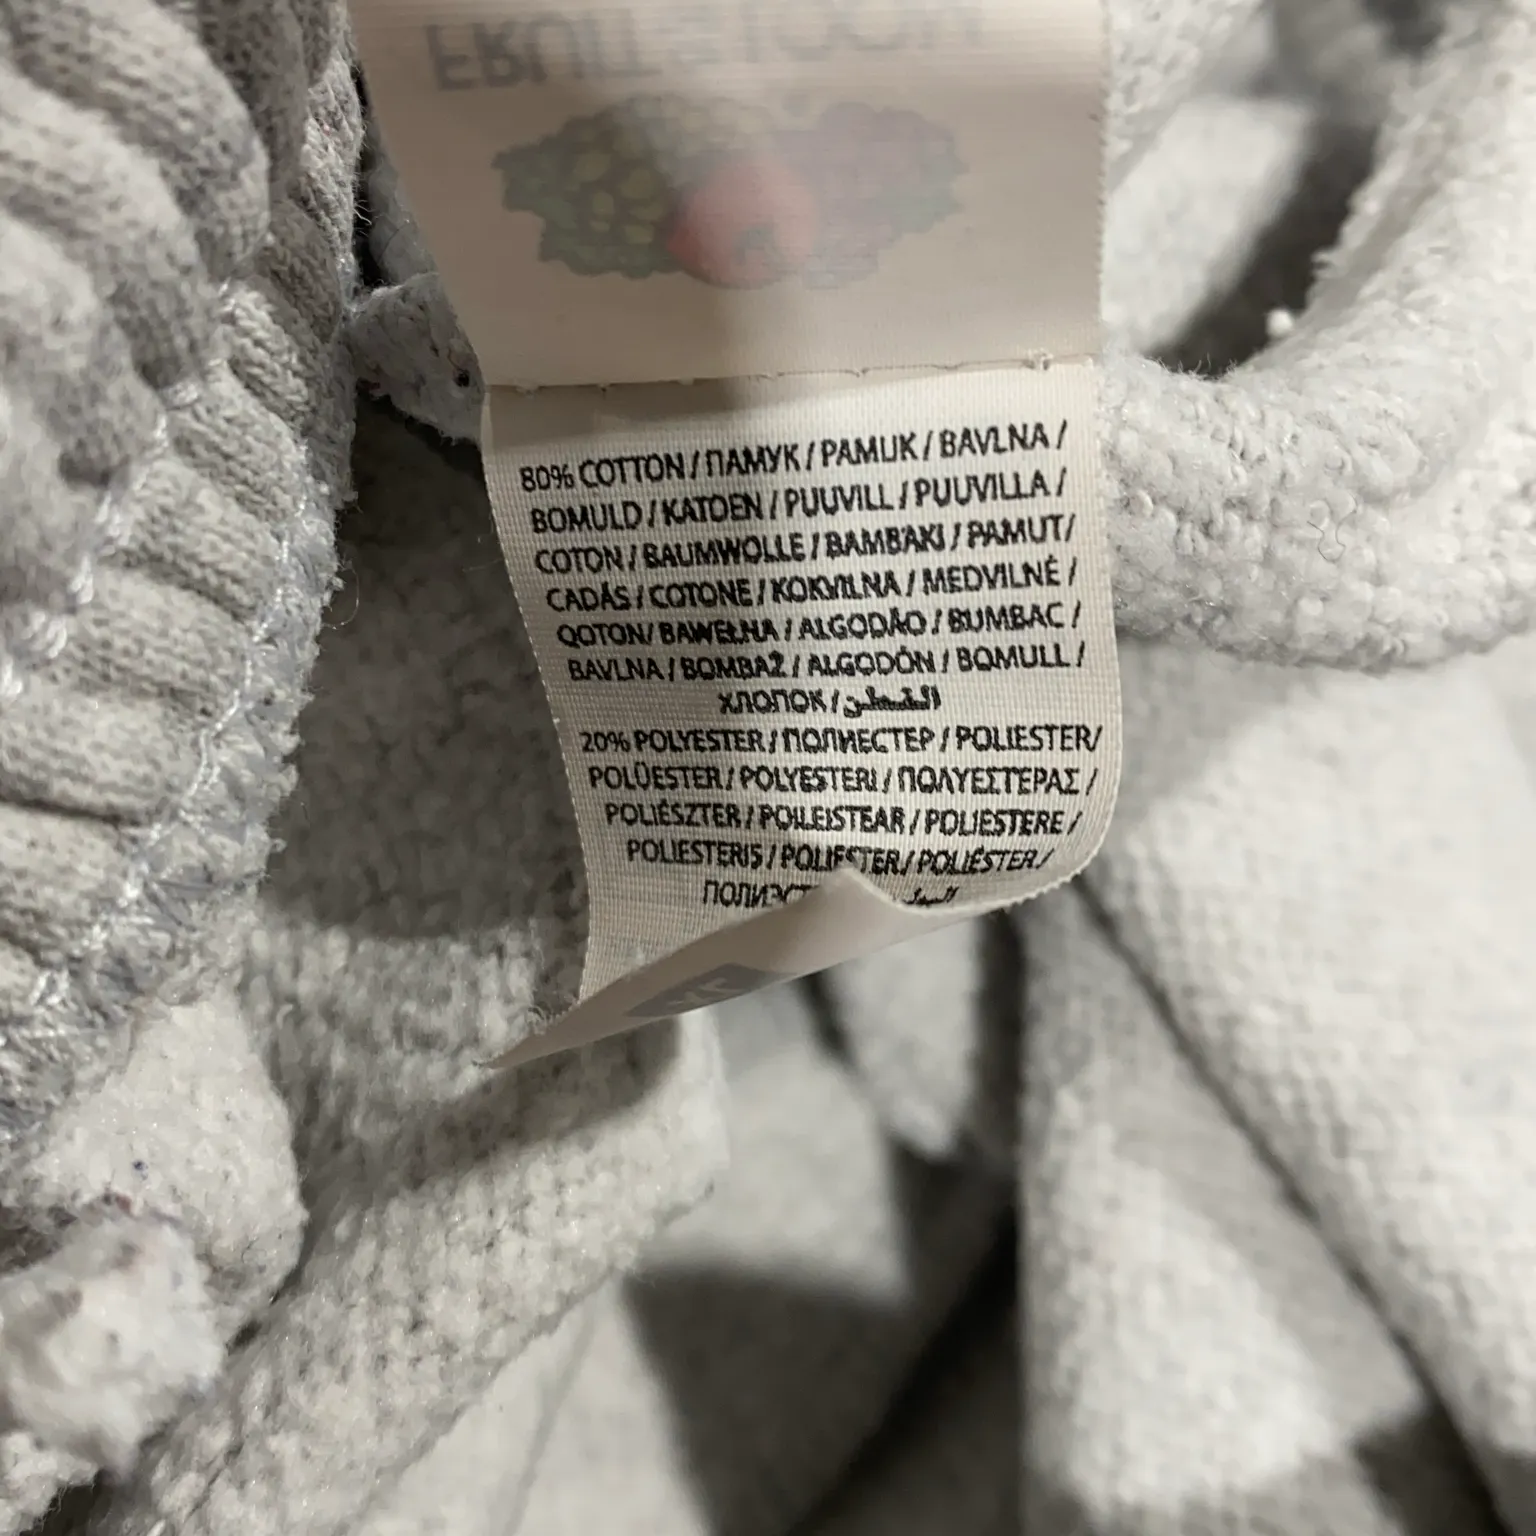 80% COTTON / ПАМУК / PAMUK / BAVLNA /
BOMULD / KATOEN / PUUVILL / PUUVILLA /
COTON / BAUMWOLLE / BAMBAKI / PAMUT /
CADÁS / COTONE / KOKVILNA / MEDVILNÉ /
QOTON / BAWEŁNA / ALGODÃO / BUMBAC /
BAVLNA / BOMBAŽ / ALGODÓN / BOMULL /
ХЛОПОК / القطن
20% POLYESTER / ПОЛИЕСТЕР / POLIESTER /
POLÜESTER / POLYESTERI / ΠΟΛΥΕΣΤΕΡΑΣ /
POLIÉSZTER / POILEISTEAR / POLIESTERE /
POLIESTERIS / POLIESTER / POLIÉSTER /